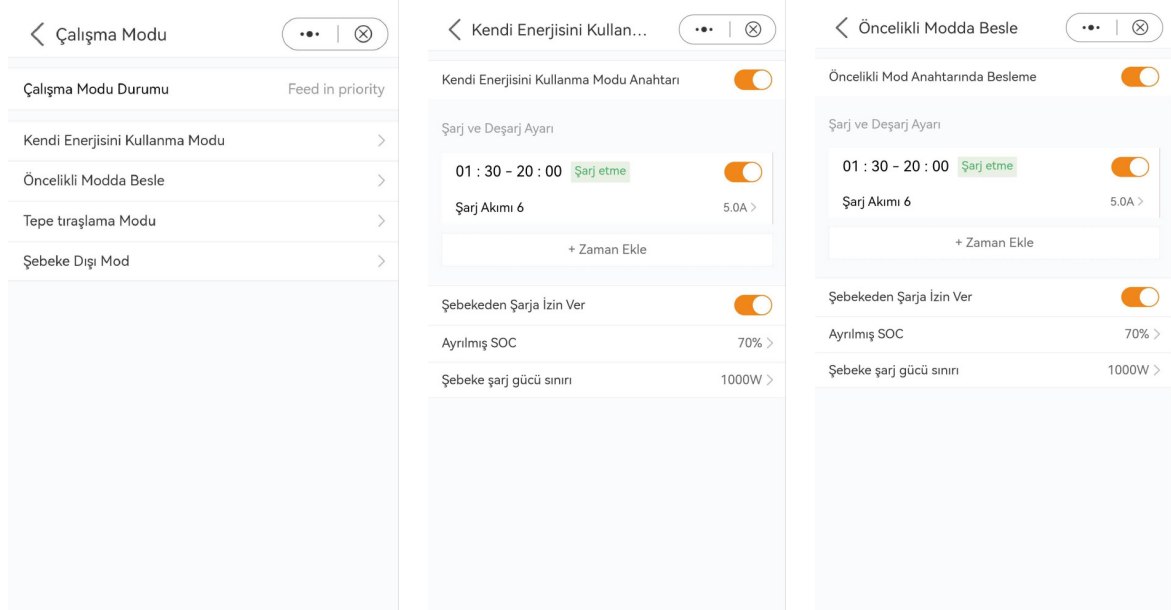 Çalışma Modu
Çalışma Modu Durumu Feed in priority
Kendi Enerjisini Kullanma Modu
Öncelikli Modda Besle
Tepe tıraşlama Modu
Şebeke Dışı Mod
Kendi Enerjisini Kullan...
Kendi Enerjisini Kullanma Modu Anahtarı
Şarj ve Deşarj Ayarı
01 : 30 - 20 : 00 Şarj etme
Şarj Akımı 6 5.0A
+ Zaman Ekle
Şebekeden Şarja İzin Ver
Ayrılmış SOC 70%
Şebeke şarj gücü sınırı 1000W
Öncelikli Modda Besle
Öncelikli Mod Anahtarında Besleme
Şarj ve Deşarj Ayarı
01 : 30 - 20 : 00 Şarj etme
Şarj Akımı 6 5.0A
+ Zaman Ekle
Şebekeden Şarja İzin Ver
Ayrılmış SOC 70%
Şebeke şarj gücü sınırı 1000W